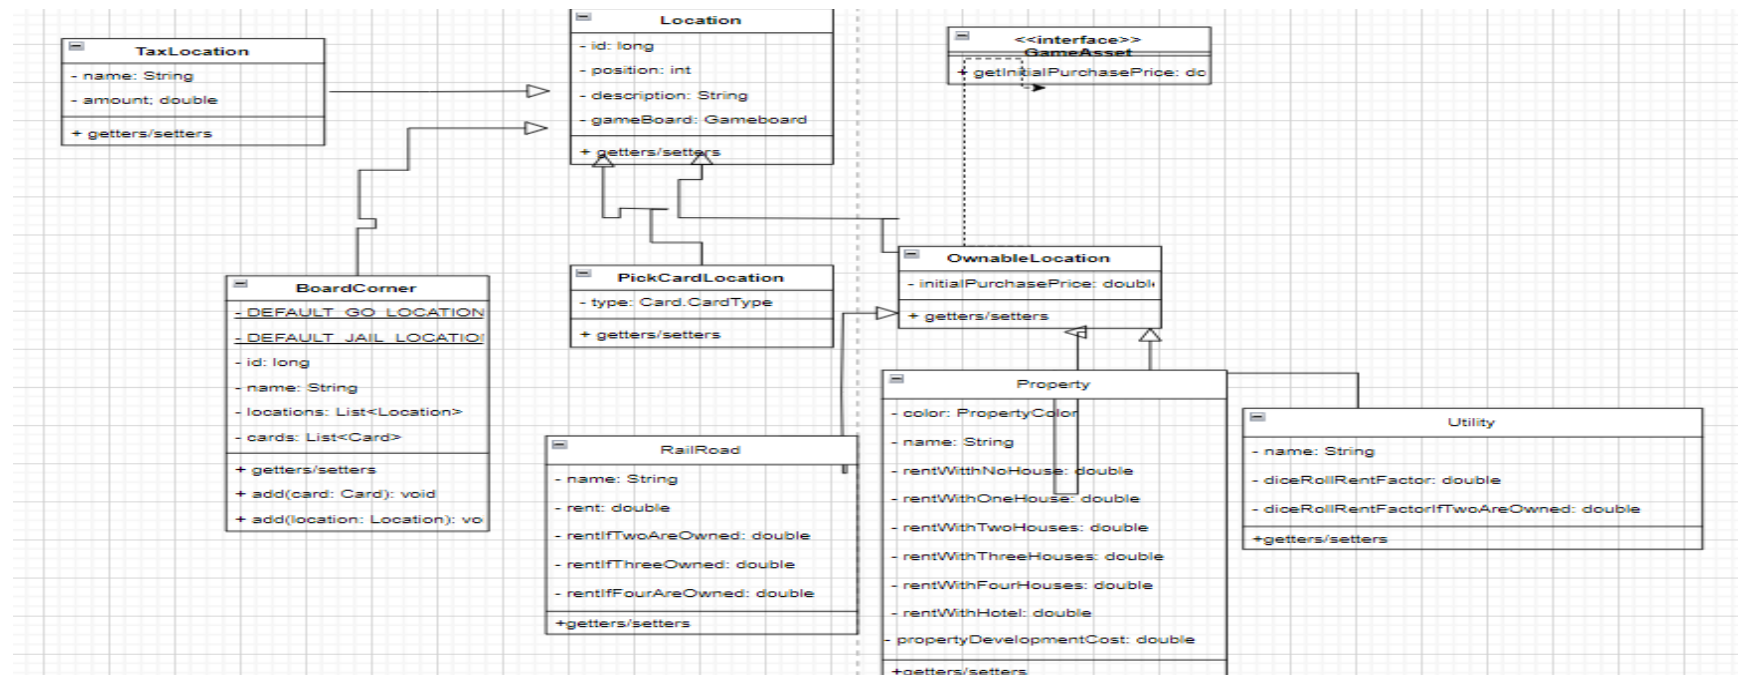 TaxLocation
- name: String
- amount; double
+ getters/setters
Location
- id: long
- position: int
- description: String
- gameBoard: Gameboard
+ getters/setters
<<interface>>
GameAsset
+ getInitialPurchasePrice: do
BoardCorner
- DEFAULT_GO_LOCATION
- DEFAULT_JAIL_LOCATIO
- id: long
- name: String
- locations: List<Location>
- cards: List<Card>
+ getters/setters
+ add(card: Card): void
+ add(location: Location): vo
PickCardLocation
- type: Card.CardType
+ getters/setters
OwnableLocation
- initialPurchasePrice: doubl
+ getters/setters
RailRoad
- name: String
- rent: double
- rentIfTwoAreOwned: double
- rentIfThreeOwned: double
- rentIfFourAreOwned: double
+getters/setters
Property
- color: PropertyColor
- name: String
- rentWitthNoHouse: double
- rentWithOneHouse: double
- rentWithTwoHouses: double
- rentWithThreeHouses: double
- rentWithFourHouses: double
- rentWithHotel: double
- propertyDevelopmentCost: double
+getters/setters
Utility
- name: String
- diceRollRentFactor: double
- diceRollRentFactorIfTwoAreOwned: double
+getters/setters